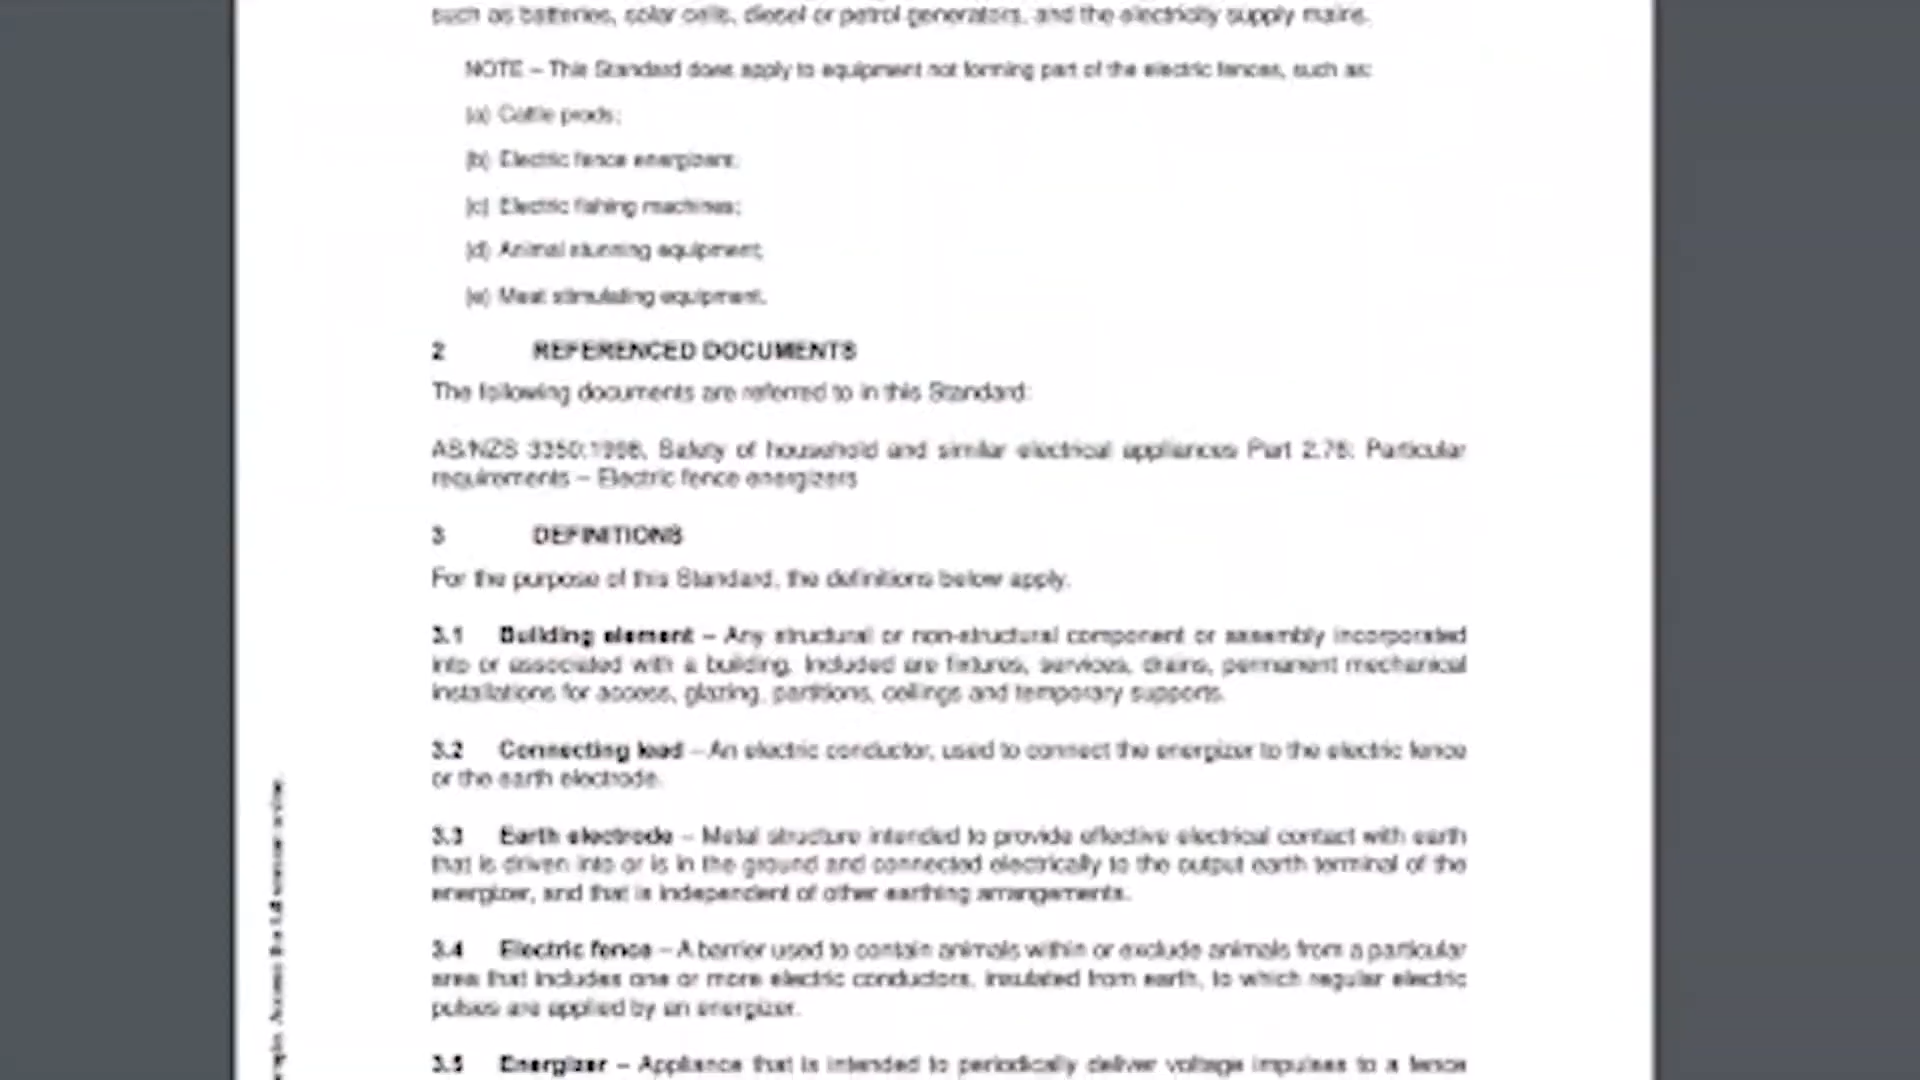 such as batteries, solar cells, diesel or petrol generators, and the electricity supply mains.
NOTE – This Standard does apply to equipment not forming part of the electric fences, such as:
(a) Cattle prods;
(b) Electric fence energizers;
(c) Electric fishing machines;
(d) Animal stunning equipment;
(e) Meat stimulating equipment.
2 REFERENCED DOCUMENTS
The following documents are referred to in this Standard:
AS/NZS 3350:1998, Safety of household and similar electrical appliances Part 2.76: Particular
requirements – Electric fence energizers
3 DEFINITIONS
For the purpose of this Standard, the definitions below apply.
3.1 Building element – Any structural or non-structural component or assembly incorporated
into or associated with a building. Included are fixtures, services, drains, permanent mechanical
installations for access, glazing, partitions, ceilings and temporary supports.
3.2 Connecting lead – An electric conductor, used to connect the energizer to the electric fence
or the earth electrode.
3.3 Earth electrode – Metal structure intended to provide effective electrical contact with earth
that is driven into or is in the ground and connected electrically to the output earth terminal of the
energizer, and that is independent of other earthing arrangements.
3.4 Electric fence – A barrier used to contain animals within or exclude animals from a particular
area that includes one or more electric conductors, insulated from earth, to which regular electric
pulses are applied by an energizer.
3.5 Energizer – Appliance that is intended to periodically deliver voltage impulses to a fence
Access the full version online.